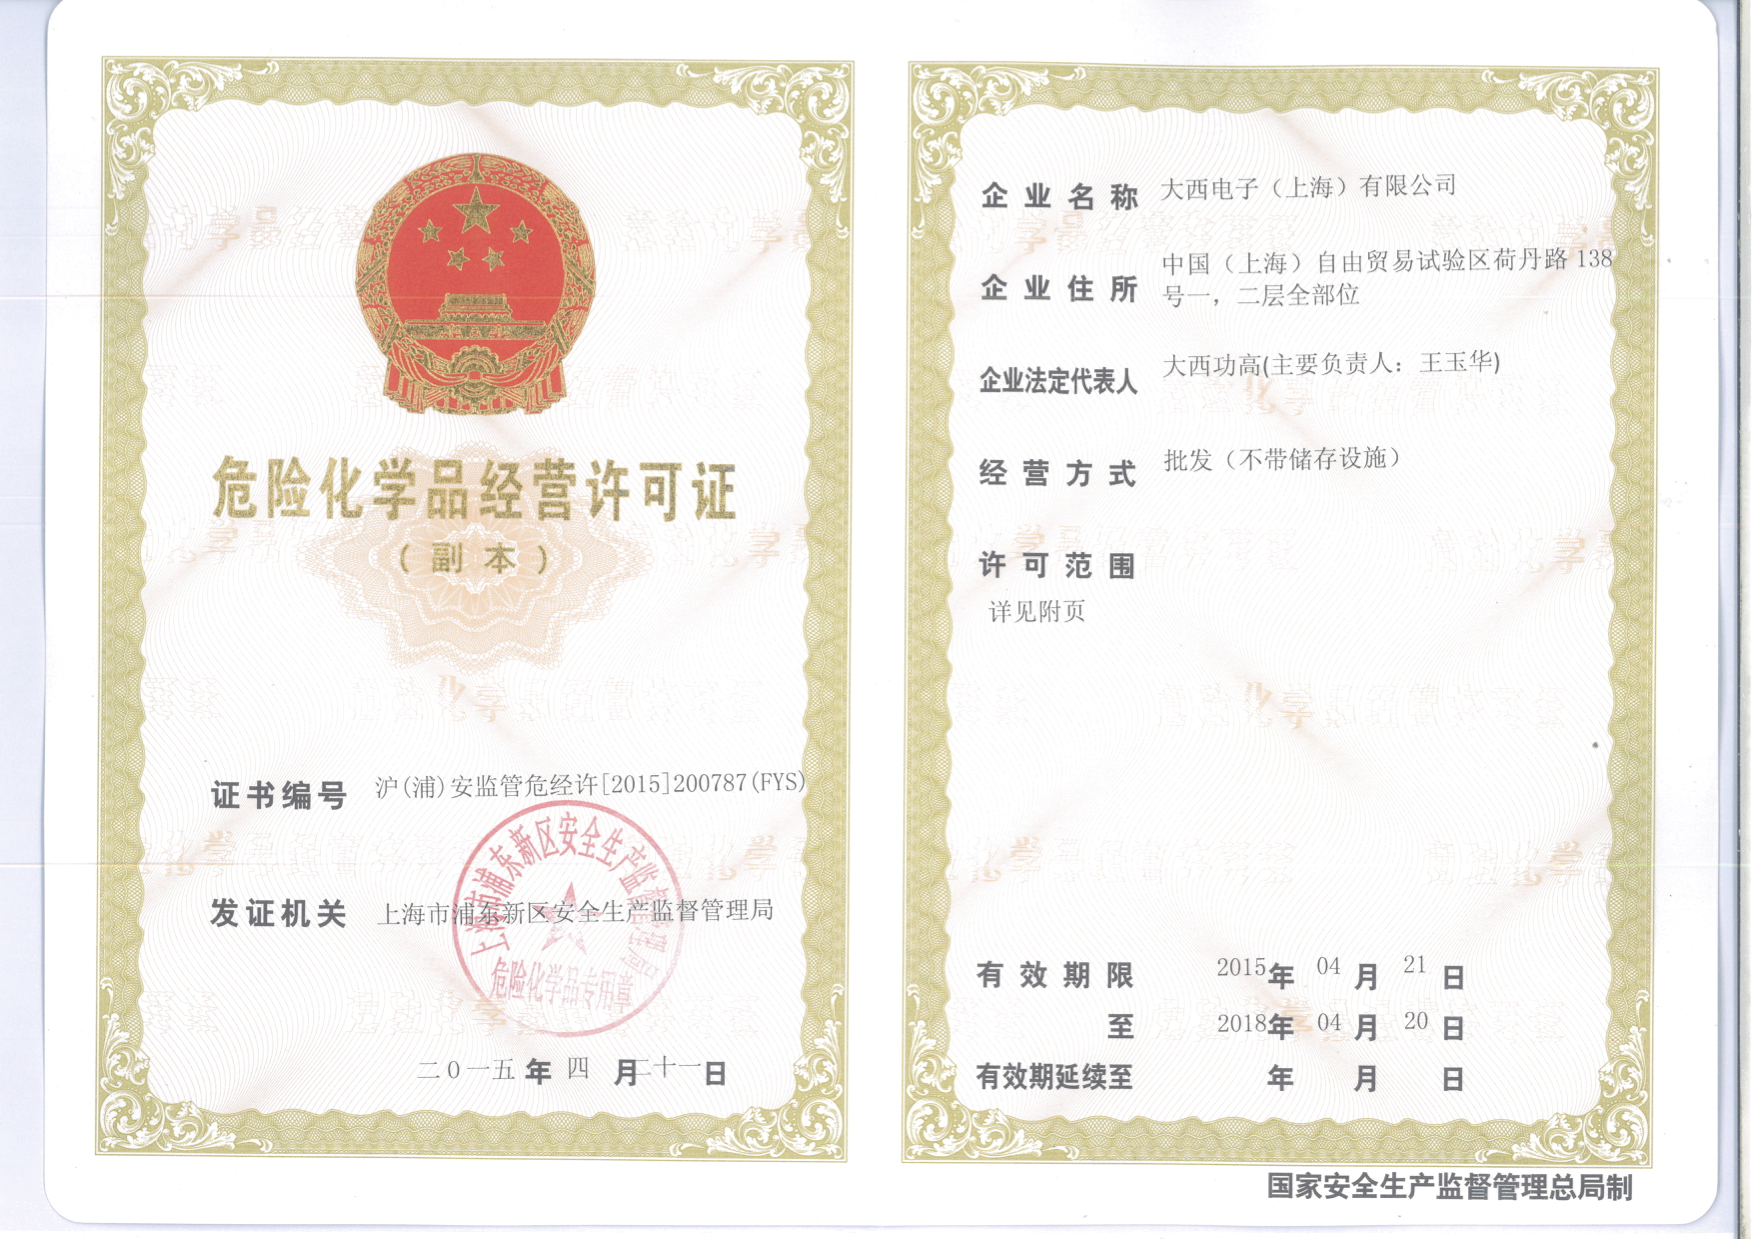 危险化学品经营许可证
（副本）
证书编号 沪(浦)安监管危经许[2015]200787(FYS)
发证机关 上海市浦东新区安全生产监督管理局
上海市浦东新区安全生产监督管理局
危险化学品专用章
二0一五年四月二十一日
企业名称 大西电子（上海）有限公司
企业住所 中国（上海）自由贸易试验区荷丹路138
号一，二层全部位
企业法定代表人 大西功高(主要负责人：王玉华)
经营方式 批发（不带储存设施）
许可范围
详见附页
有效期限 2015年04月21日
至 2018年04月20日
有效期延续至 年 月 日
国家安全生产监督管理总局制